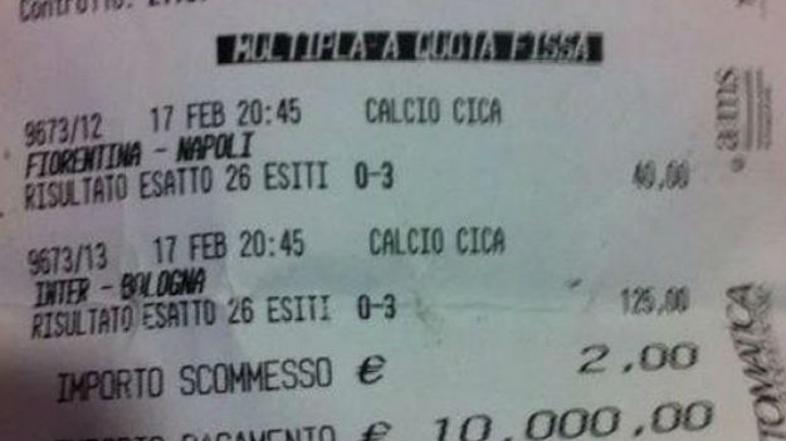 MULTIPLA A QUOTA FISSA
9673/12 17 FEB 20:45 CALCIO CICA
FIORENTINA - NAPOLI
RISULTATO ESATTO 26 ESITI 0-3 40,00
9673/13 17 FEB 20:45 CALCIO CICA
INTER - BOLOGNA
RISULTATO ESATTO 26 ESITI 0-3 125,00
IMPORTO SCOMMESSO € 2,00
PAGAMENTO € 10.000,00
ams